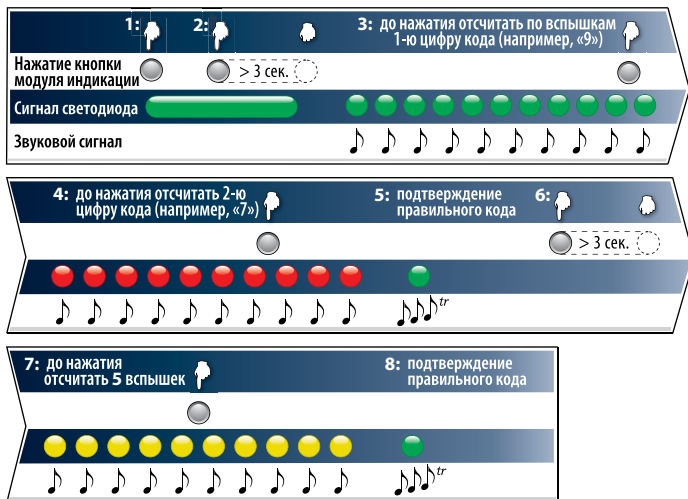 1:
2:
3: до нажатия отсчитать по вспышкам
1-ю цифру кода (например, «9»)
Нажатие кнопки
модуля индикации
> 3 сек.
Сигнал светодиода
Звуковой сигнал
4: до нажатия отсчитать 2-ю
цифру кода (например, «7»)
5: подтверждение
правильного кода
6:
> 3 сек.
tr
7: до нажатия
отсчитать 5 вспышек
8: подтверждение
правильного кода
tr